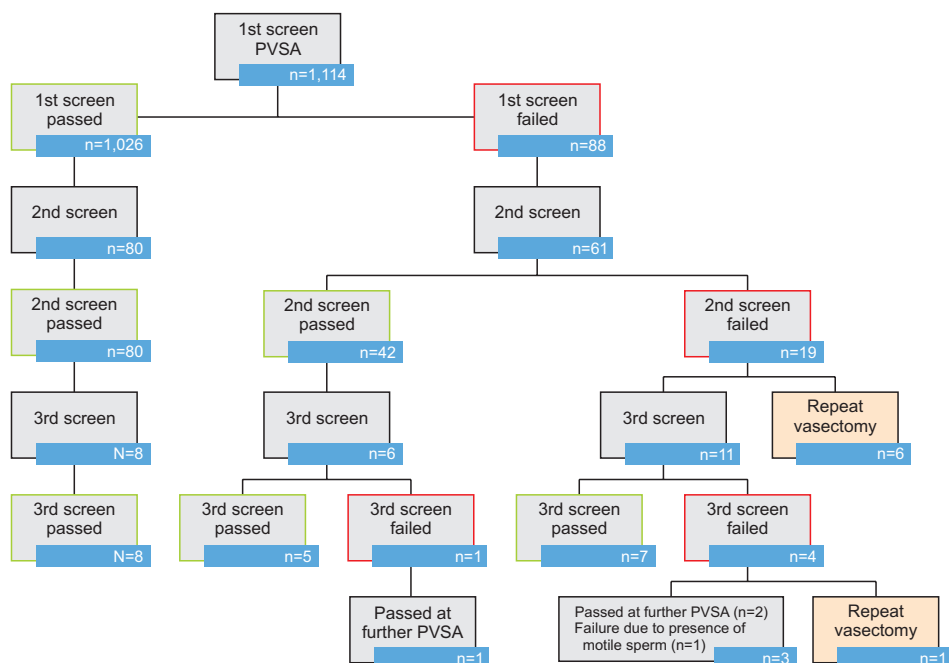 1st screen
PVSA
n=1,114
1st screen
passed
n=1,026
1st screen
failed
n=88
2nd screen
n=80
2nd screen
n=61
2nd screen
passed
n=80
2nd screen
passed
n=42
2nd screen
failed
n=19
3rd screen
N=8
3rd screen
n=6
3rd screen
n=11
Repeat
vasectomy
n=6
3rd screen
passed
N=8
3rd screen
passed
n=5
3rd screen
failed
n=1
3rd screen
passed
n=7
3rd screen
failed
n=4
Passed at
further PVSA
n=1
Passed at further PVSA (n=2)
Failure due to presence of
motile sperm (n=1)
n=3
Repeat
vasectomy
n=1